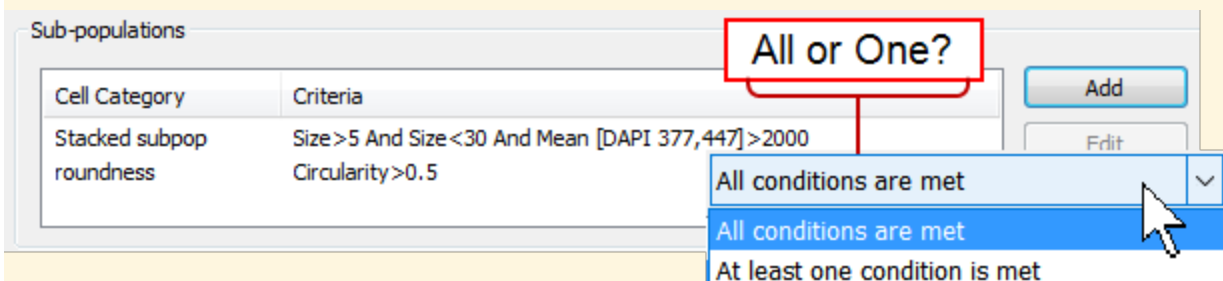 Sub-populations
All or One?
Cell Category Criteria
Add
Stacked subpop Size>5 And Size<30 And Mean [DAPI 377,447]>2000
Edit
roundness Circularity>0.5
All conditions are met
All conditions are met
At least one condition is met